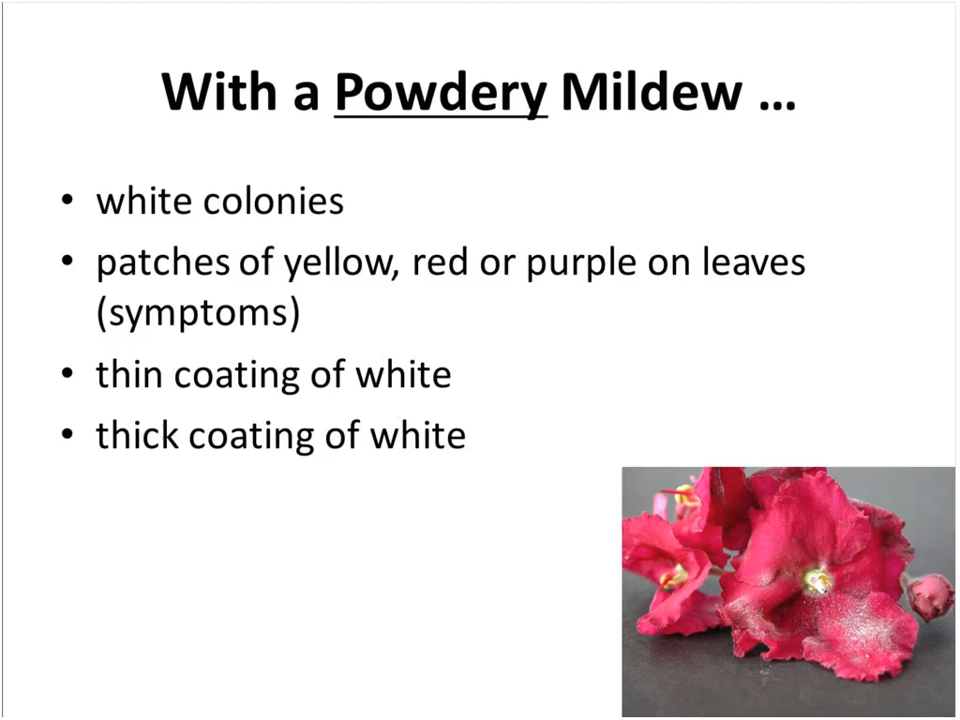 With a Powdery Mildew ...
• white colonies
• patches of yellow, red or purple on leaves
(symptoms)
• thin coating of white
• thick coating of white